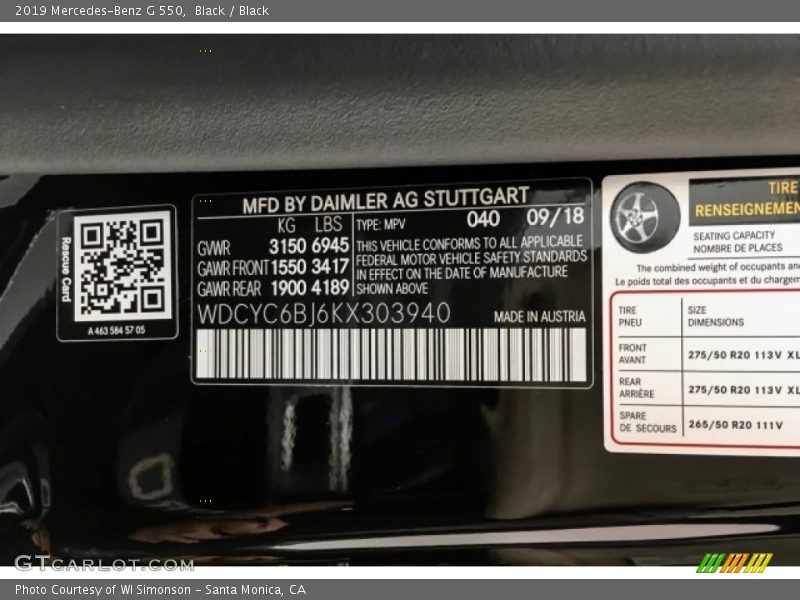 2019 Mercedes-Benz G 550,  Black / Black
Rescue Card
A 463 584 57 05
MFD BY DAIMLER AG STUTTGART
KG LBS TYPE: MPV 040 09/18
GVWR 3150 6945 THIS VEHICLE CONFORMS TO ALL APPLICABLE
GAWR FRONT 1550 3417 FEDERAL MOTOR VEHICLE SAFETY STANDARDS
IN EFFECT ON THE DATE OF MANUFACTURE
GAWR REAR 1900 4189 SHOWN ABOVE
WDCYC6BJ6KX303940 MADE IN AUSTRIA
TIRE
RENSEIGNEMEN
SEATING CAPACITY
NOMBRE DE PLACES
The combined weight of occupants and
Le poids total des occupants et du chargem
TIRE SIZE
PNEU DIMENSIONS
FRONT
AVANT 275/50 R20 113V XL
REAR
ARRIÈRE 275/50 R20 113V XL
SPARE
DE SECOURS 265/50 R20 111V
GTCARLOT.COM
Photo Courtesy of WI Simonson - Santa Monica, CA